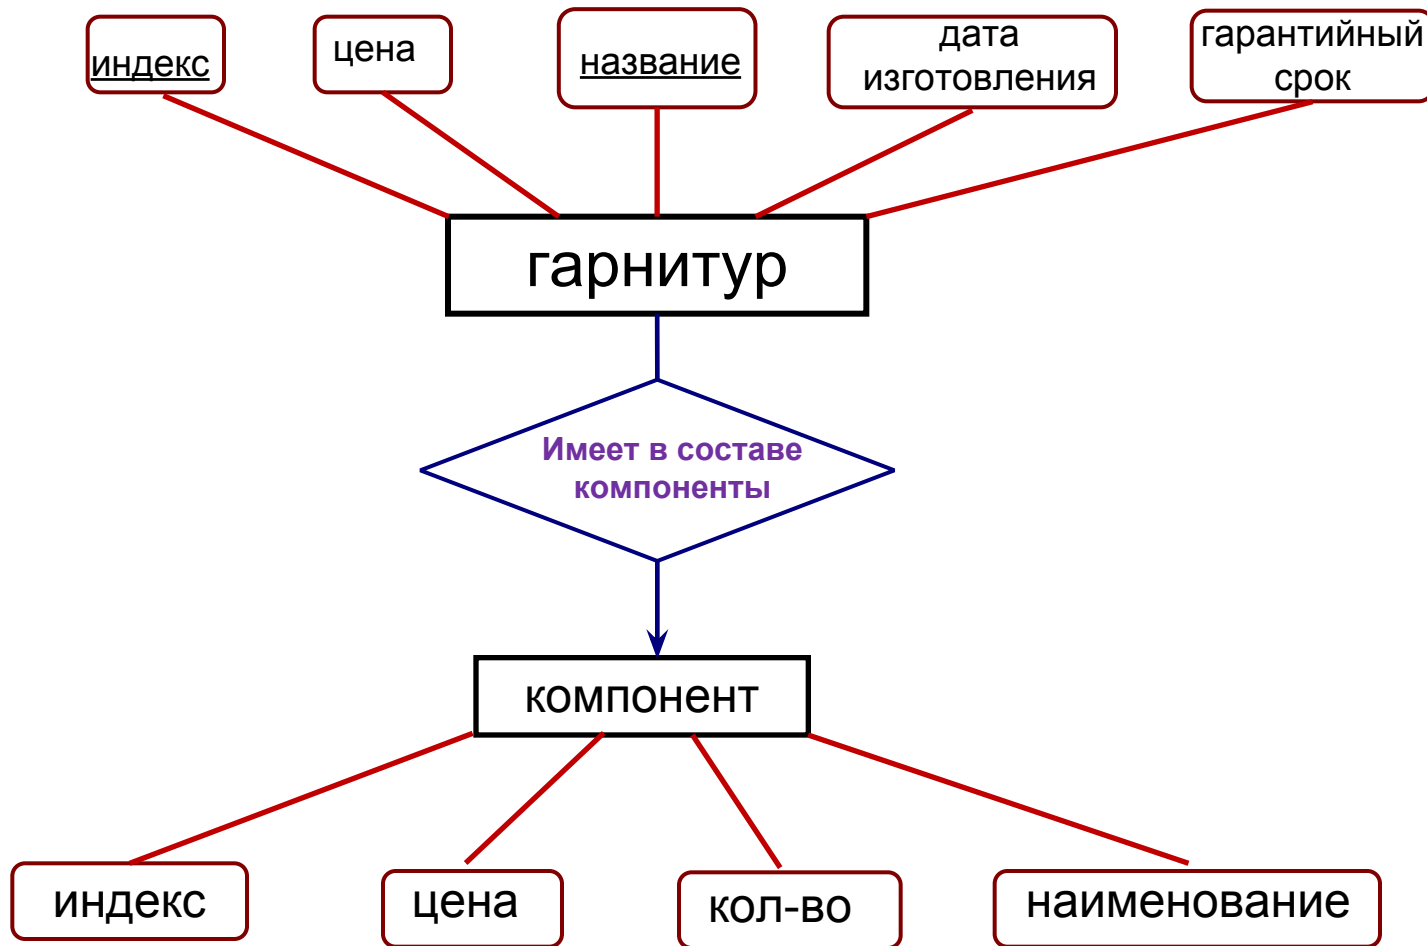 индекс
цена
название
дата
изготовления
гарантийный
срок
гарнитур
Имеет в составе
компоненты
компонент
индекс
цена
кол-во
наименование